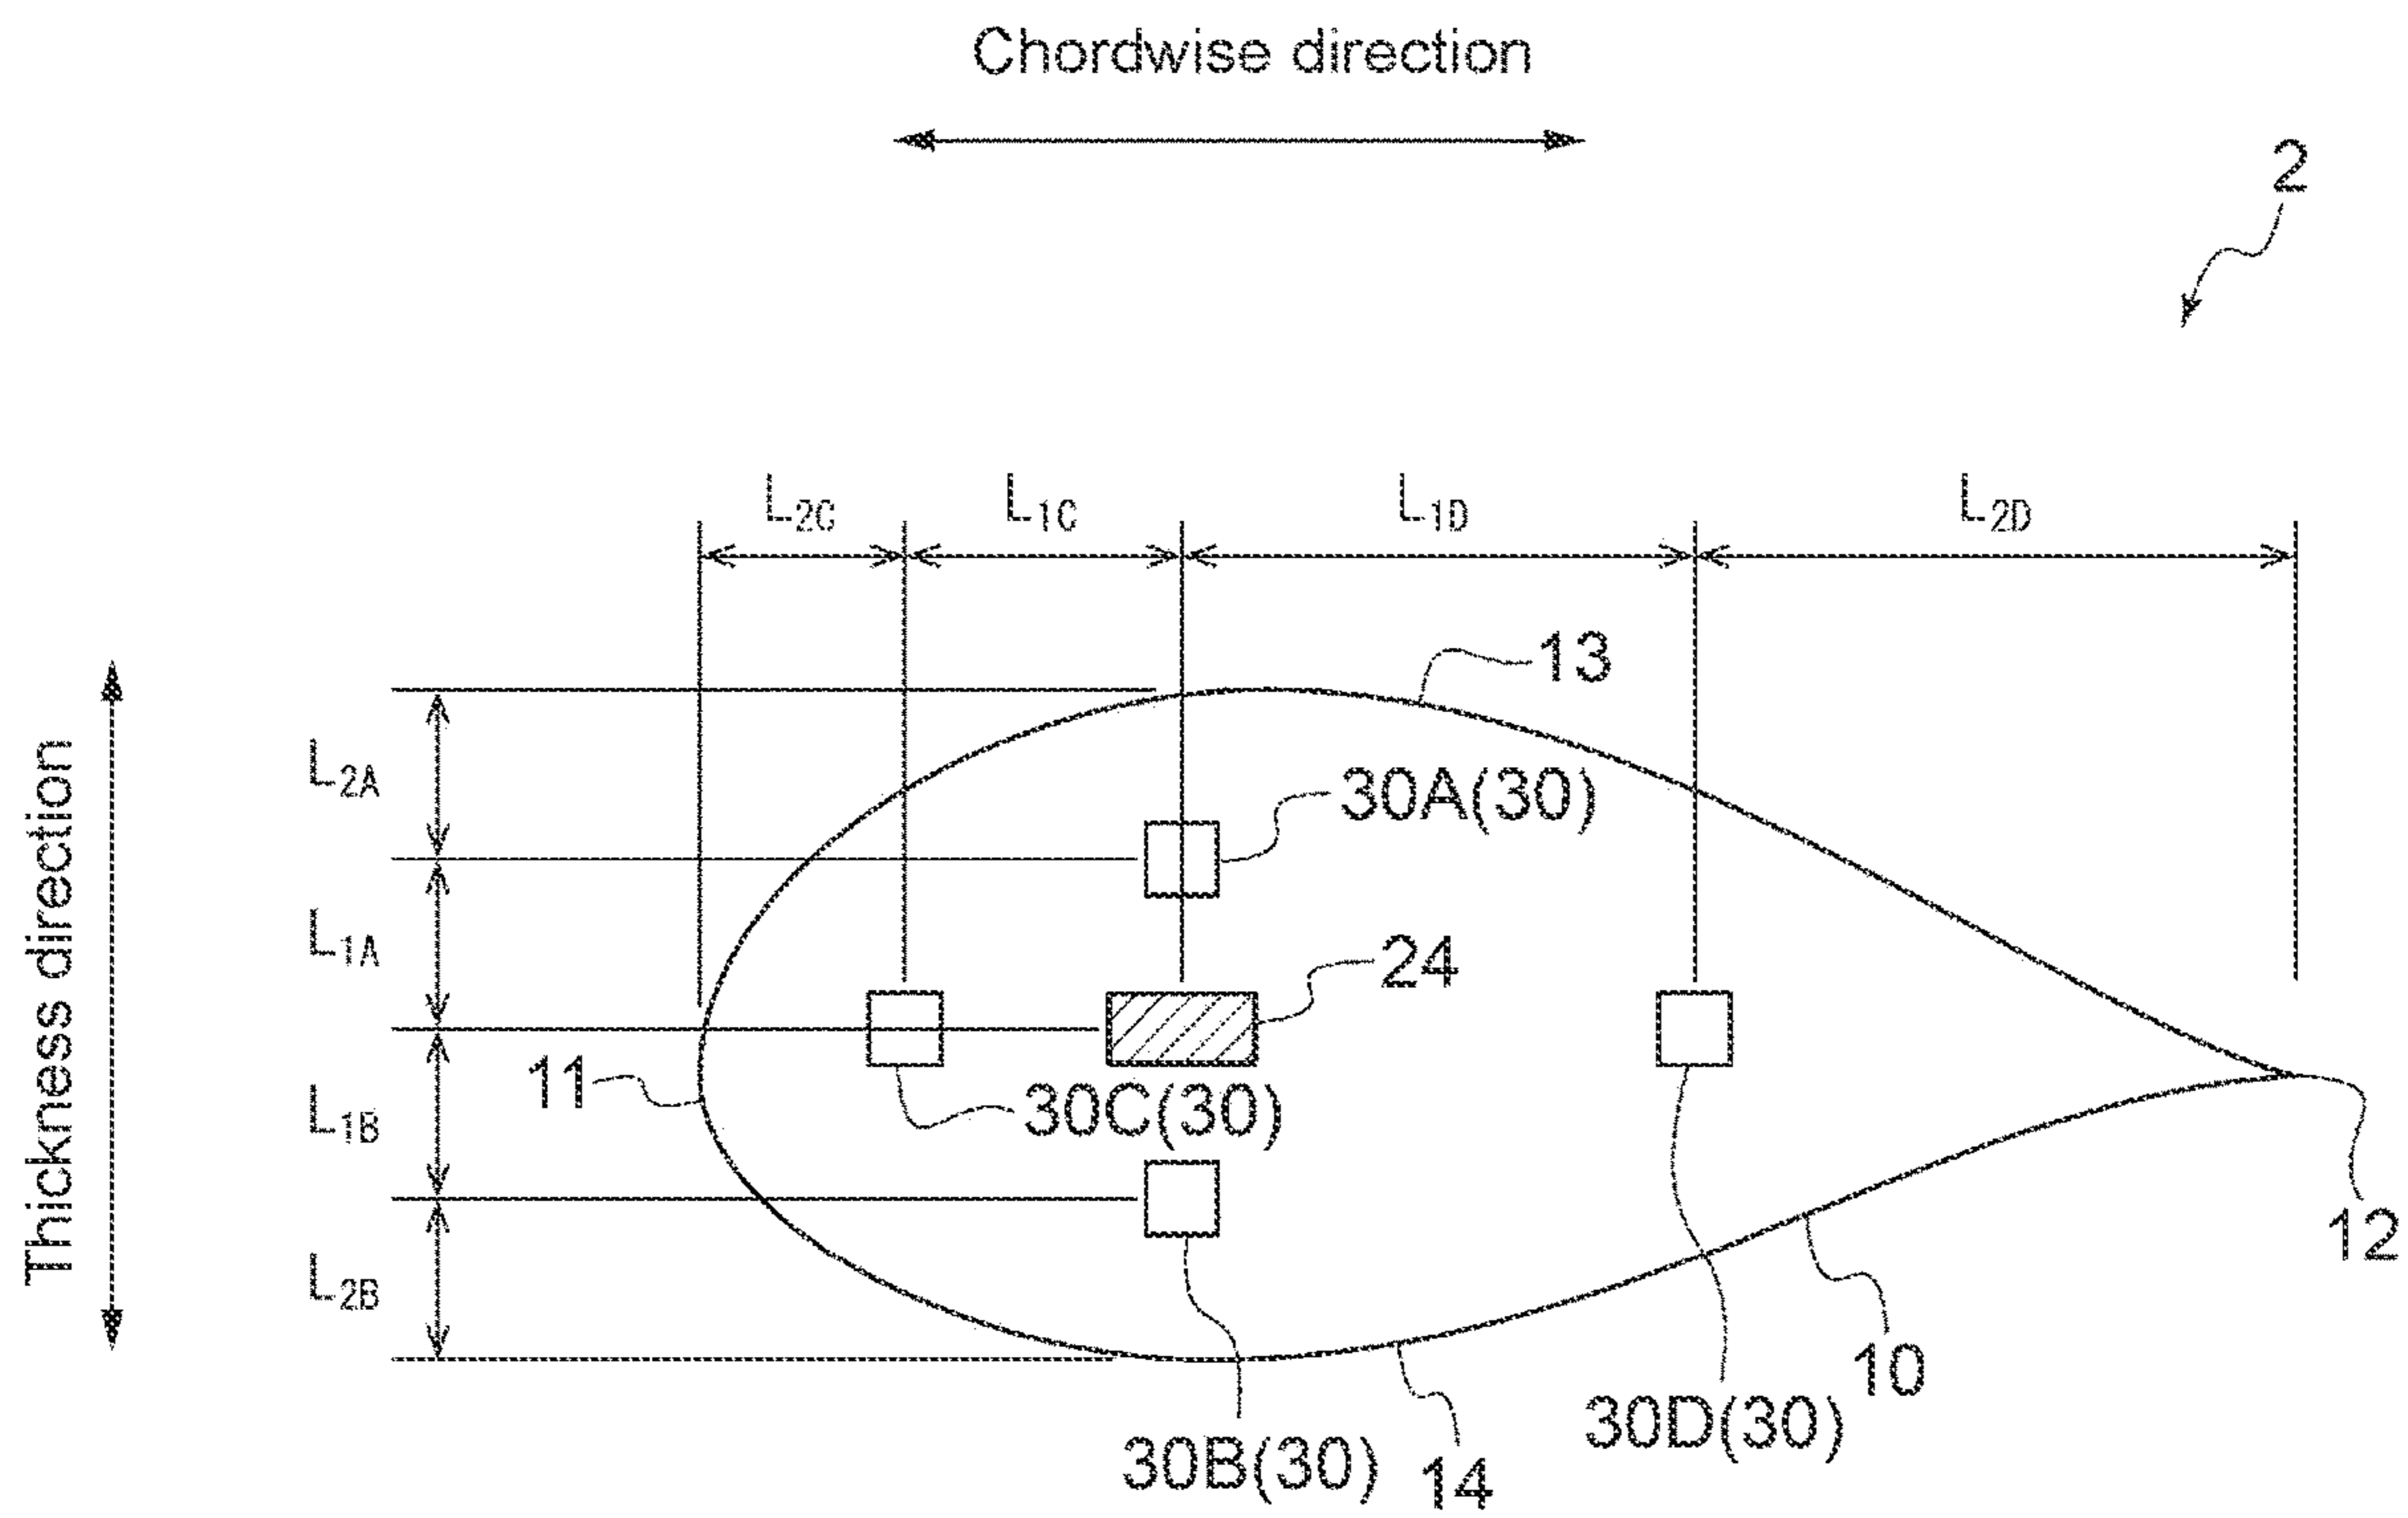 Chordwise direction
2
L2C
L1C
L1D
L2D
13
L2A
30A(30)
Thickness direction
L1A
24
11
L1B
30C(30)
12
L2B
10
30D(30)
30B(30)
14